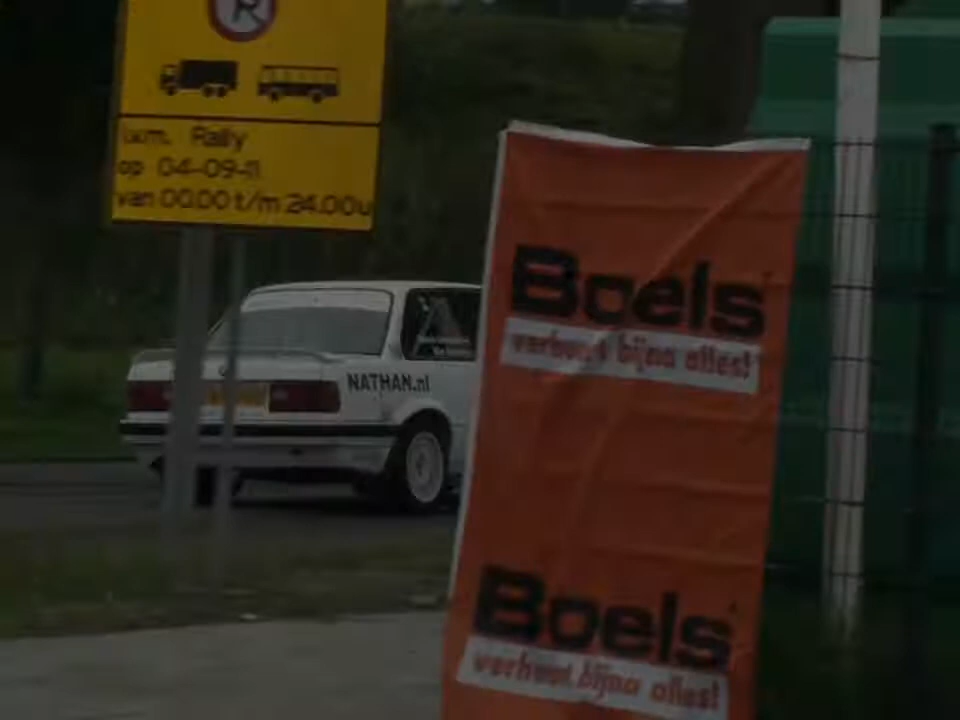 R
i.v.m. Rally
op 04-09-11
van 00.00 t/m 24.00u
NATHAN.nl
Boels
verhuurt bijna alles!
Boels
verhuurt bijna alles!